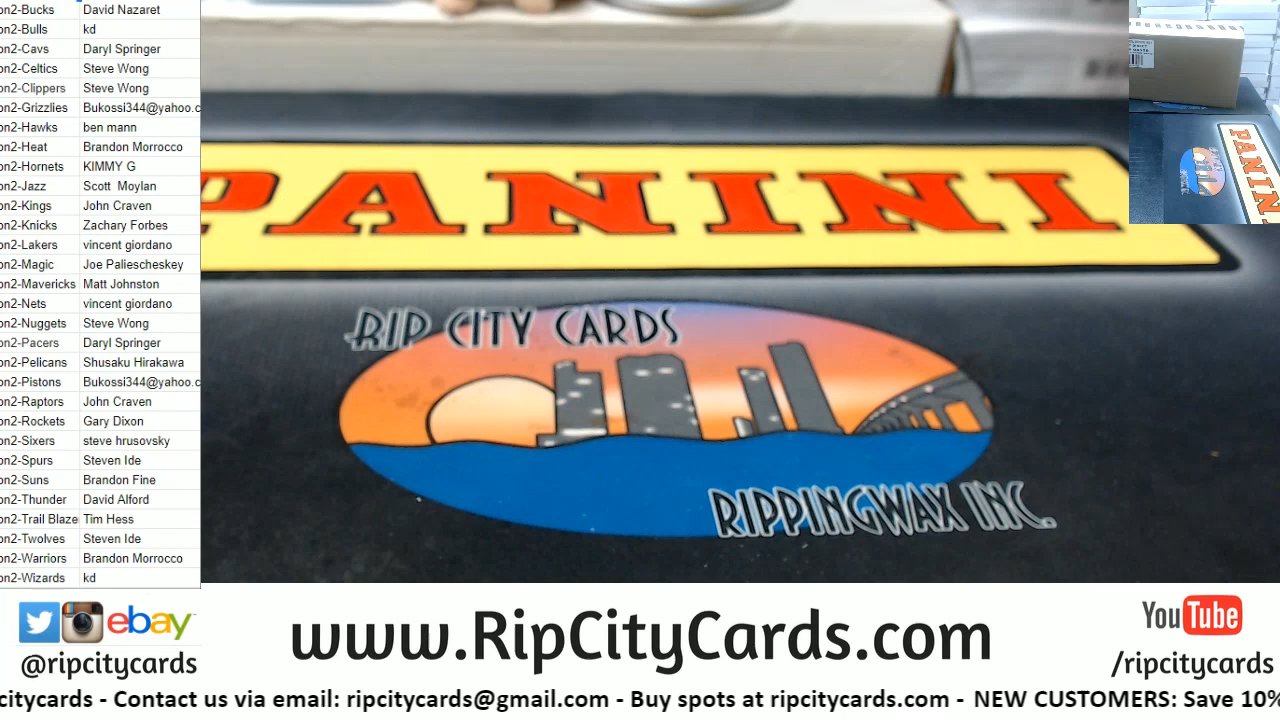 on2-Bucks David Nazaret
on2-Bulls kd
on2-Cavs Daryl Springer
on2-Celtics Steve Wong
on2-Clippers Steve Wong
on2-Grizzlies Bukossi344@yahoo.c
on2-Hawks ben mann
on2-Heat Brandon Morrocco
on2-Hornets KIMMY G
on2-Jazz Scott Moylan
on2-Kings John Craven
on2-Knicks Zachary Forbes
on2-Lakers vincent giordano
on2-Magic Joe Paliescheskey
on2-Mavericks Matt Johnston
on2-Nets vincent giordano
on2-Nuggets Steve Wong
on2-Pacers Daryl Springer
on2-Pelicans Shusaku Hirakawa
on2-Pistons Bukossi344@yahoo.c
on2-Raptors John Craven
on2-Rockets Gary Dixon
on2-Sixers steve hrusovsky
on2-Spurs Steven Ide
on2-Suns Brandon Fine
on2-Thunder David Alford
on2-Trail Blaze Tim Hess
on2-Twolves Steven Ide
on2-Warriors Brandon Morrocco
on2-Wizards kd
PANINI
RIP CITY CARDS
RIPPINGWAX INC.
PANINI
ebay
@ripcitycards
www.RipCityCards.com
YouTube
/ripcitycards
citycards - Contact us via email: ripcitycards@gmail.com - Buy spots at ripcitycards.com - NEW CUSTOMERS: Save 10%